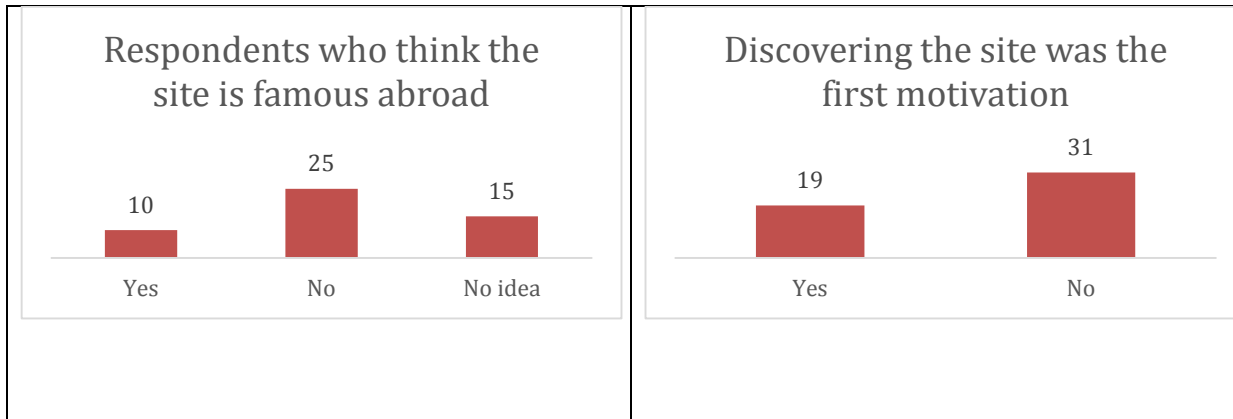 Respondents who think the
site is famous abroad
10
25
15
Yes
No
No idea
Discovering the site was the
first motivation
19
31
Yes
No